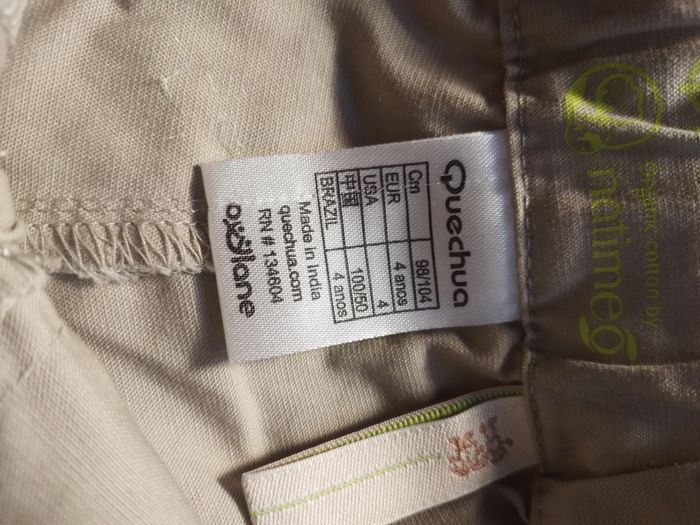 Quechua
Cm 98/104
EUR 4 anos
USA 4
中国 100/50
BRAZIL 4 anos
Made in India
quechua.com
RN # 134604
oxylane
Organic cotton by
natimeo